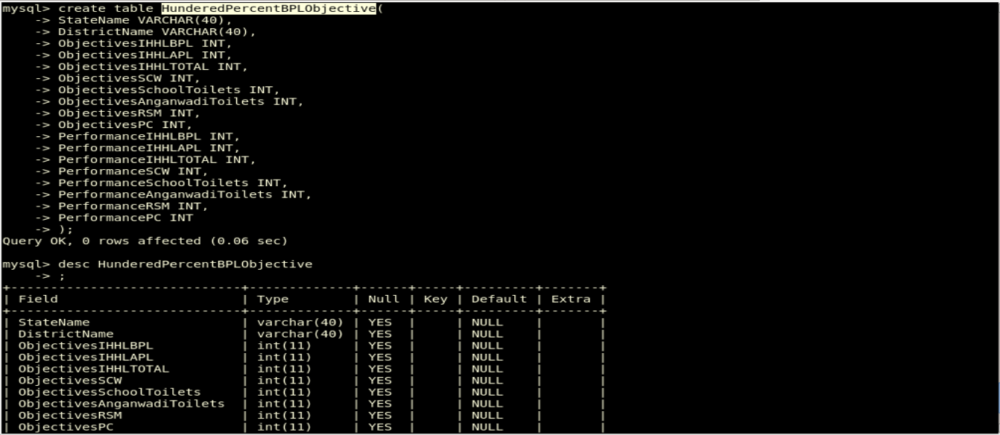 mysql> create table HunderedPercentBPLObjective(
    -> StateName VARCHAR(40),
    -> DistrictName VARCHAR(40),
    -> ObjectivesIHHLBPL INT,
    -> ObjectivesIHHLAPL INT,
    -> ObjectivesIHHLTOTAL INT,
    -> ObjectivesSCW INT,
    -> ObjectivesSchoolToilets INT,
    -> ObjectivesAnganwadiToilets INT,
    -> ObjectivesRSM INT,
    -> ObjectivesPC INT,
    -> PerformanceIHHLBPL INT,
    -> PerformanceIHHLAPL INT,
    -> PerformanceIHHLTOTAL INT,
    -> PerformanceSCW INT,
    -> PerformanceSchoolToilets INT,
    -> PerformanceAnganwadiToilets INT,
    -> PerformanceRSM INT,
    -> PerformancePC INT
    -> );
Query OK, 0 rows affected (0.06 sec)

mysql> desc HunderedPercentBPLObjective
    -> ;
+-----------------------------+-------------+------+-----+---------+-------+
| Field                       | Type        | Null | Key | Default | Extra |
+-----------------------------+-------------+------+-----+---------+-------+
| StateName                   | varchar(40) | YES  |     | NULL    |       |
| DistrictName                | varchar(40) | YES  |     | NULL    |       |
| ObjectivesIHHLBPL           | int(11)     | YES  |     | NULL    |       |
| ObjectivesIHHLAPL           | int(11)     | YES  |     | NULL    |       |
| ObjectivesIHHLTOTAL         | int(11)     | YES  |     | NULL    |       |
| ObjectivesSCW               | int(11)     | YES  |     | NULL    |       |
| ObjectivesSchoolToilets     | int(11)     | YES  |     | NULL    |       |
| ObjectivesAnganwadiToilets  | int(11)     | YES  |     | NULL    |       |
| ObjectivesRSM               | int(11)     | YES  |     | NULL    |       |
| ObjectivesPC                | int(11)     | YES  |     | NULL    |       |